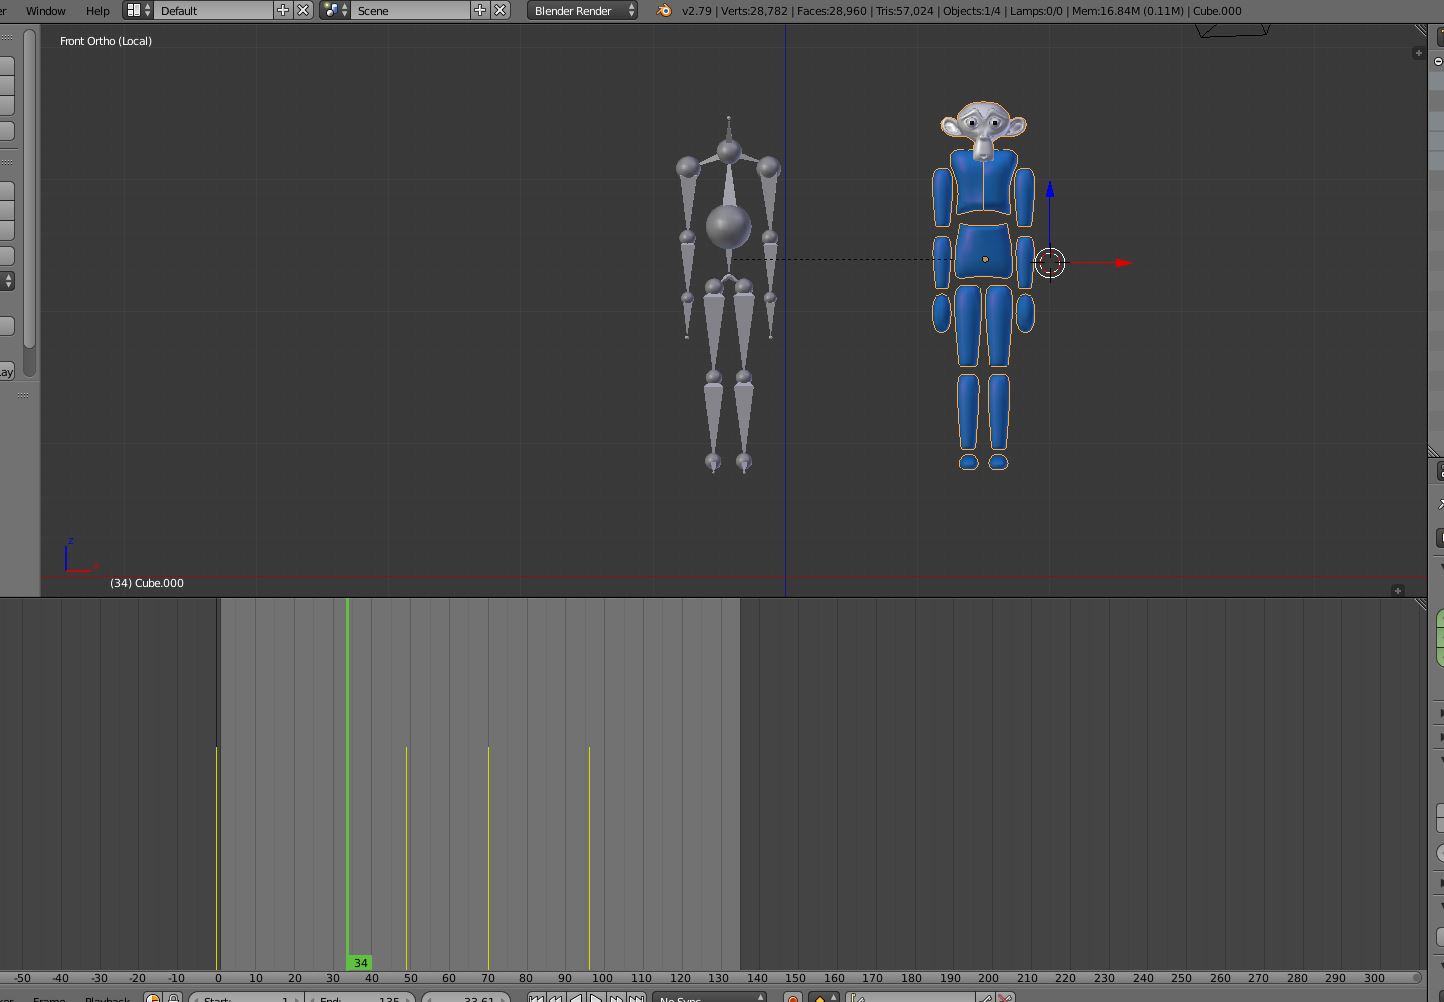 Window Help Default Scene Blender Render v2.79 | Verts:28,782 | Faces:28,960 | Tris:57,024 | Objects:1/4 | Lamps:0/0 | Mem:16.84M (0.11M) | Cube.000
Front Ortho (Local)
lay
z
(34) Cube.000
34
-50 -40 -30 -20 -10 0 10 20 30 40 50 60 70 80 90 100 110 120 130 140 150 160 170 180 190 200 210 220 230 240 250 260 270 280 290 300
Frame Playback Start: 1 End: 135 33.61 No Sync